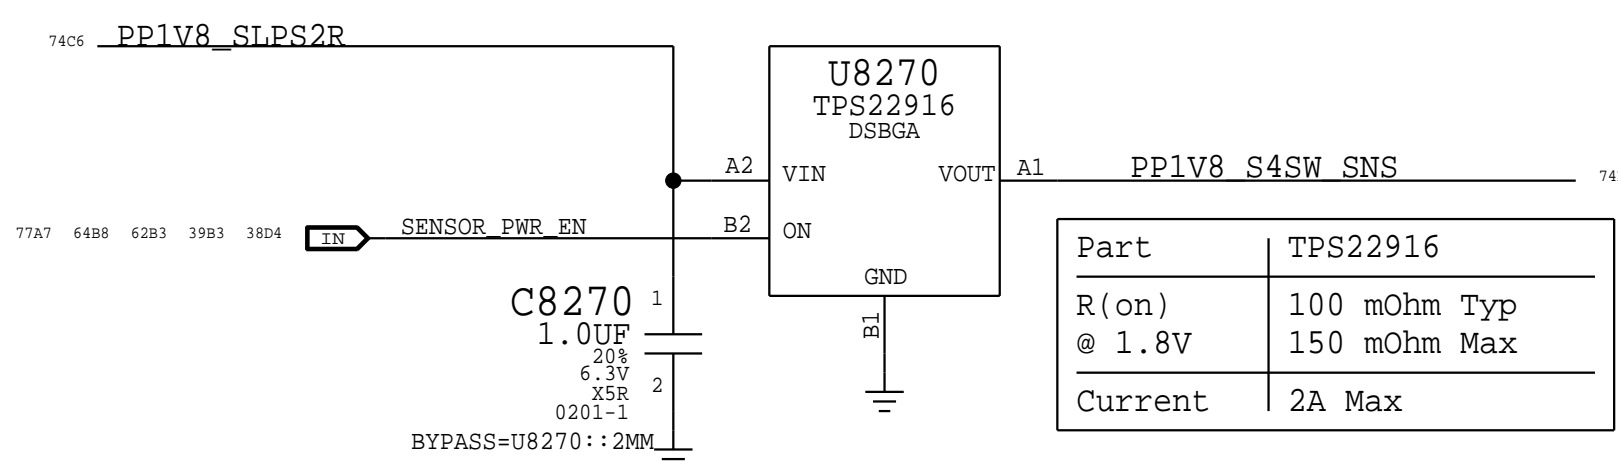 74C6 PP1V8_SLPS2R
U8270
TPS22916
DSBGA
A2 VIN VOUT A1 PP1V8_S4SW_SNS
77A7 64B8 62B3 39B3 38D4 IN SENSOR_PWR_EN B2 ON
GND
B1
C8270 1
1.0UF
20%
6.3V
X5R 2
0201-1
BYPASS=U8270::2MM
Part TPS22916
R(on) 100 mOhm Typ
@ 1.8V 150 mOhm Max
Current 2A Max